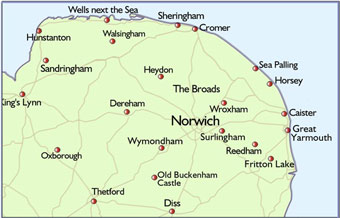 Wells next the Sea
Sheringham
Cromer
Hunstanton
Walsingham
Sandringham
Heydon
Sea Palling
Horsey
The Broads
King's Lynn
Dereham
Wroxham
Caister
Norwich
Great
Yarmouth
Surlingham
Wymondham
Reedham
Oxborough
Fritton Lake
Old Buckenham
Castle
Thetford
Diss